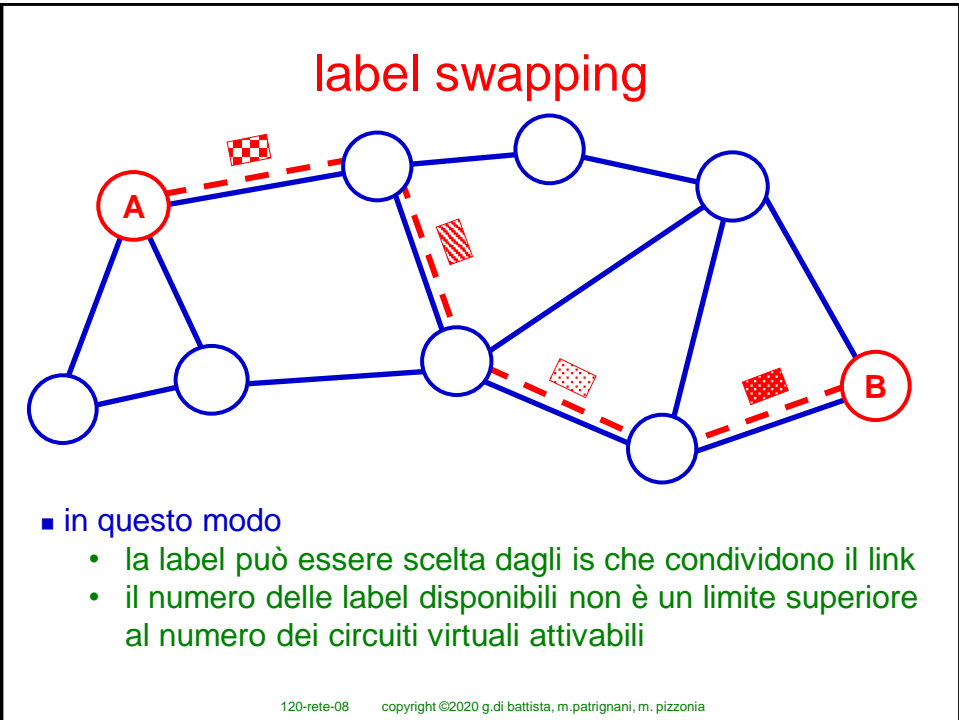 label swapping
A
B
in questo modo
• la label può essere scelta dagli is che condividono il link
• il numero delle label disponibili non è un limite superiore
al numero dei circuiti virtuali attivabili
120-rete-08 copyright ©2020 g.di battista, m.patrignani, m. pizzonia